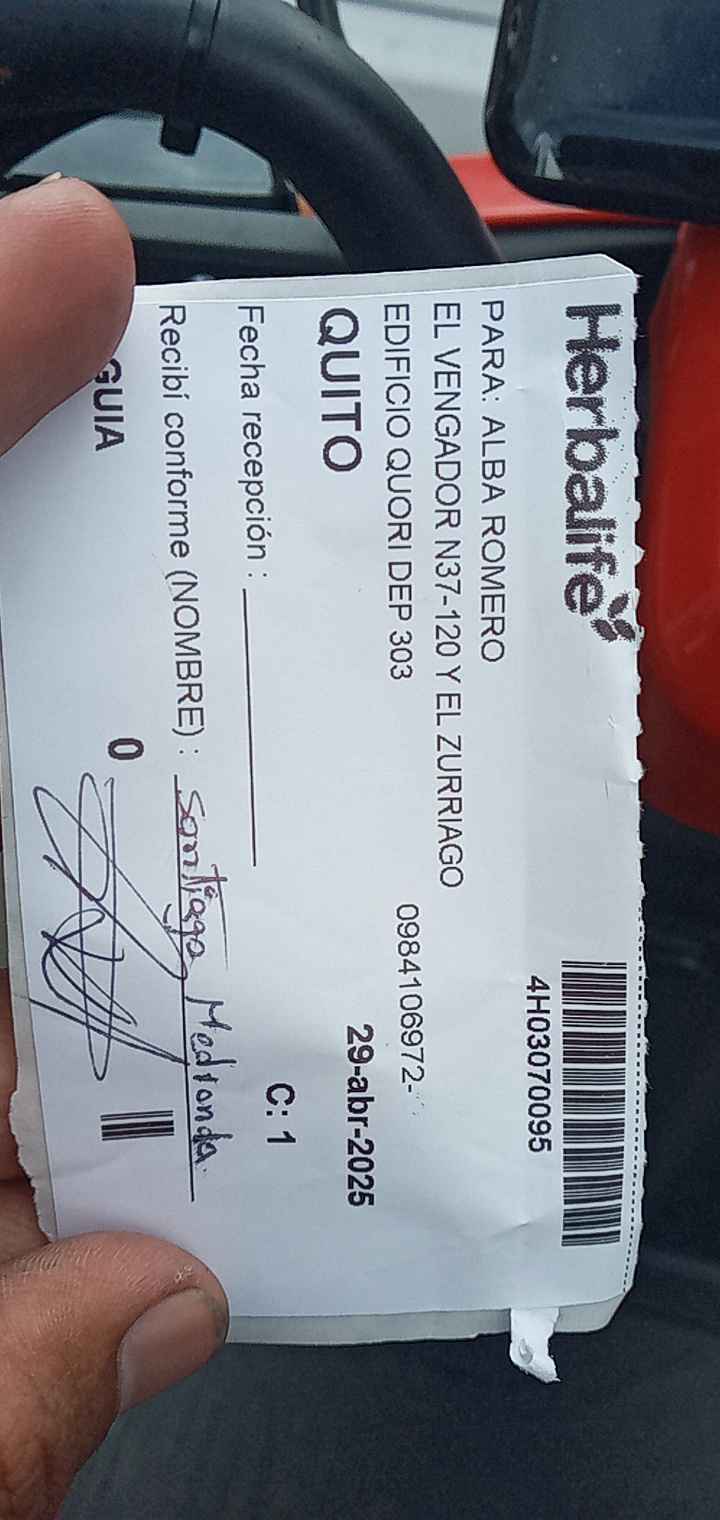 Herbalife
4H03070095
PARA: ALBA ROMERO
EL VENGADOR N37-120 Y EL ZURRIAGO
EDIFICIO QUORI DEP 303
0984106972-
QUITO
29-abr-2025
Fecha recepción :
C: 1
Recibí conforme (NOMBRE) : Santiago Medranda.
GUIA
0